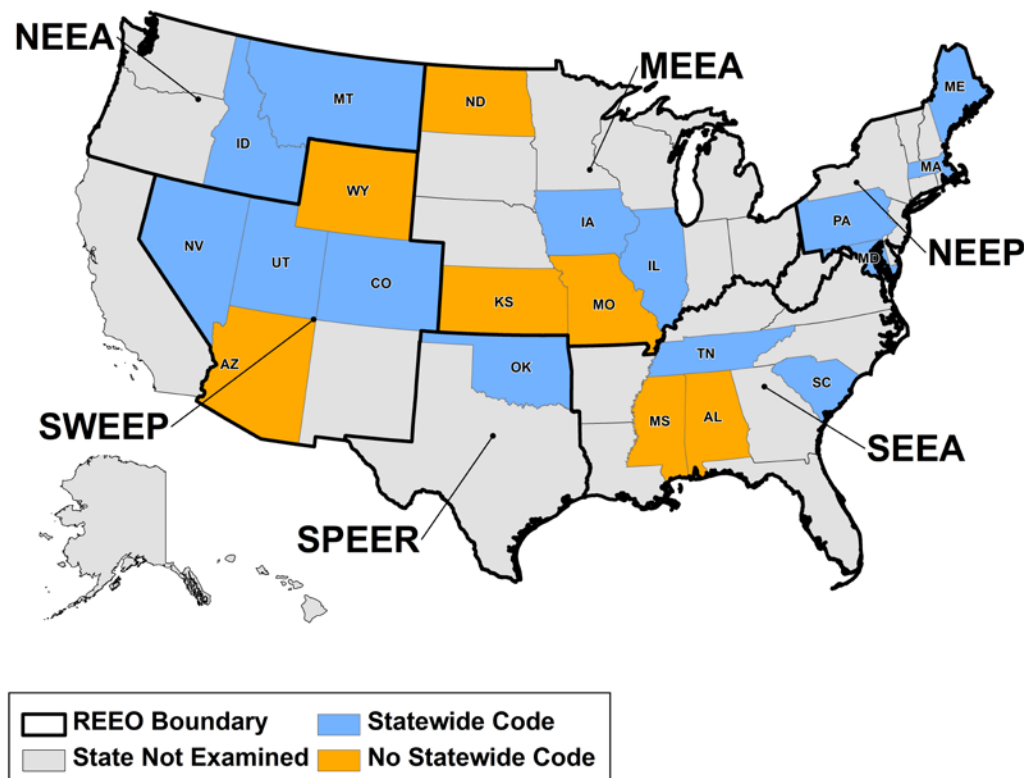 NEEA
MEEA
ME
MT
ND
ID
MA
WY
PA
IA
NV
NEEP
UT
IL
MD
CO
KS
MO
TN
AZ
OK
SC
MS
AL
SWEEP
SEEA
SPEER
REEO Boundary
Statewide Code
State Not Examined
No Statewide Code